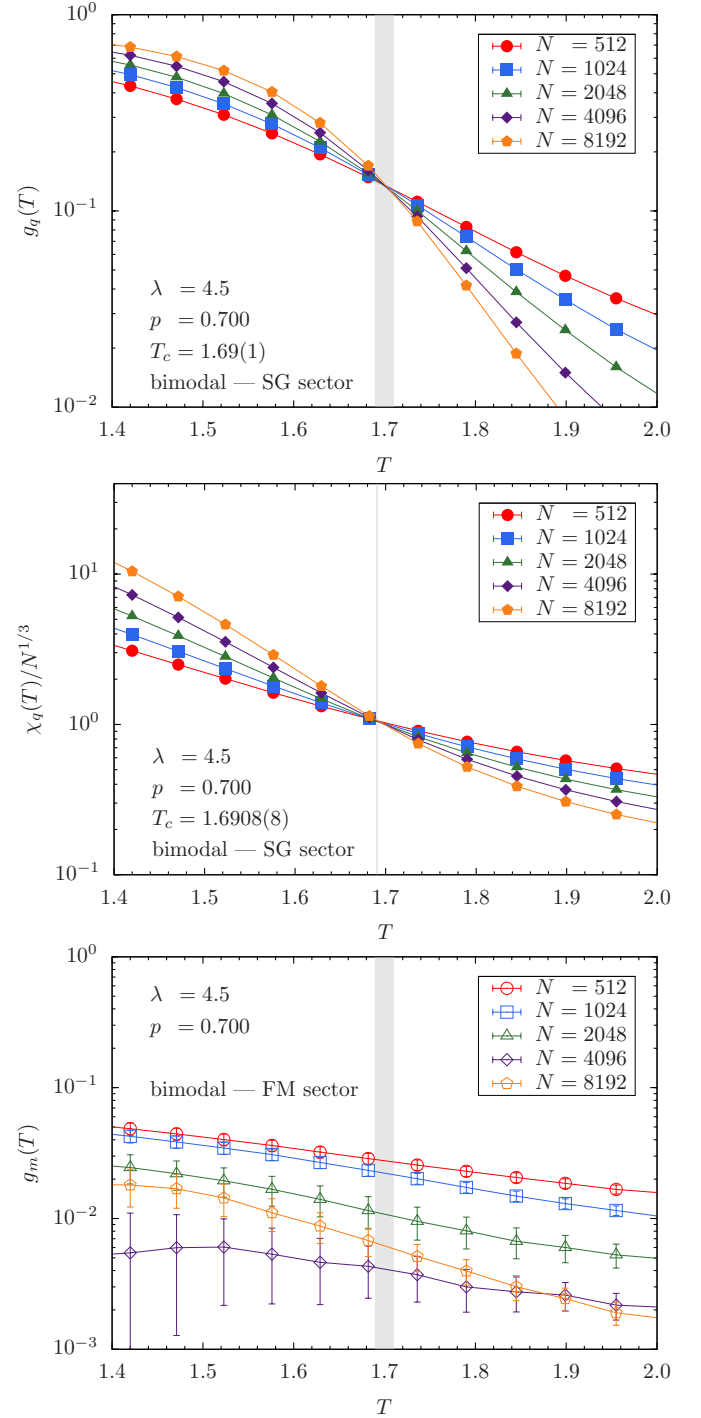 10^0
10^{-1}
10^{-2}
g_q(T)
N = 512
N = 1024
N = 2048
N = 4096
N = 8192
λ = 4.5
p = 0.700
T_c = 1.69(1)
bimodal — SG sector
1.4 1.5 1.6 1.7 1.8 1.9 2.0
T
10^1
10^0
10^{-1}
χ_q(T)/N^{1/3}
N = 512
N = 1024
N = 2048
N = 4096
N = 8192
λ = 4.5
p = 0.700
T_c = 1.6908(8)
bimodal — SG sector
1.4 1.5 1.6 1.7 1.8 1.9 2.0
T
10^0
10^{-1}
10^{-2}
10^{-3}
g_m(T)
λ = 4.5
p = 0.700
bimodal — FM sector
N = 512
N = 1024
N = 2048
N = 4096
N = 8192
1.4 1.5 1.6 1.7 1.8 1.9 2.0
T